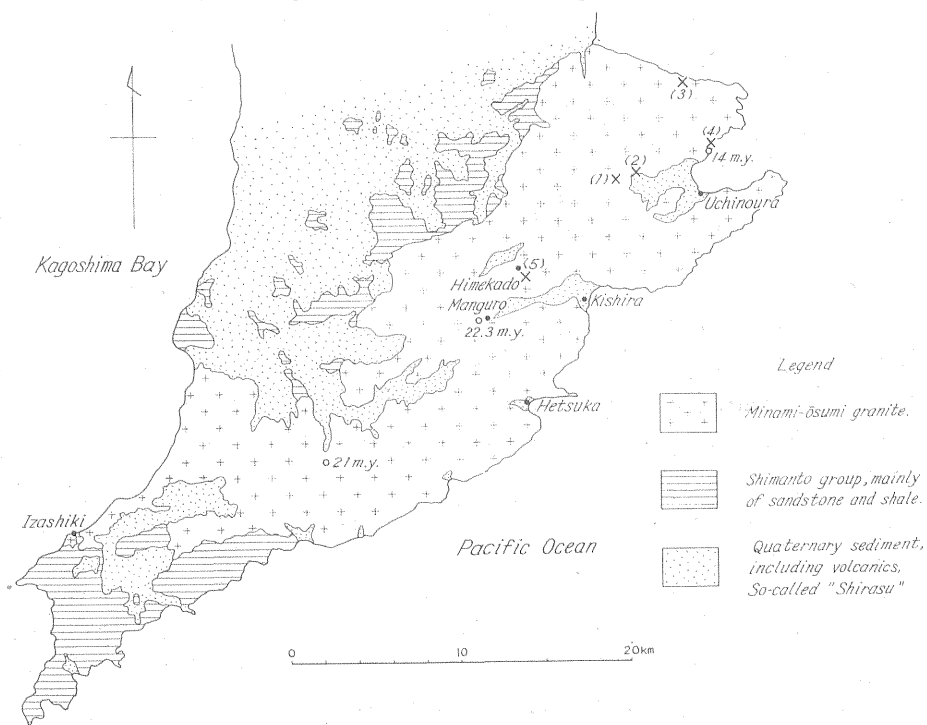 (3)
(4)
14 m.y.
(2)
(1)
Uchinoura
Kagoshima Bay
(5)
Himekado
Manguro
Kishira
22.3 m.y.
Legend
Hetsuka
Minami-ōsumi granite.
21 m.y.
Shimanto group, mainly
of sandstone and shale.
Izashiki
Pacific Ocean
Quaternary sediment,
including volcanics,
So-called "Shirasu"
0 10 20km